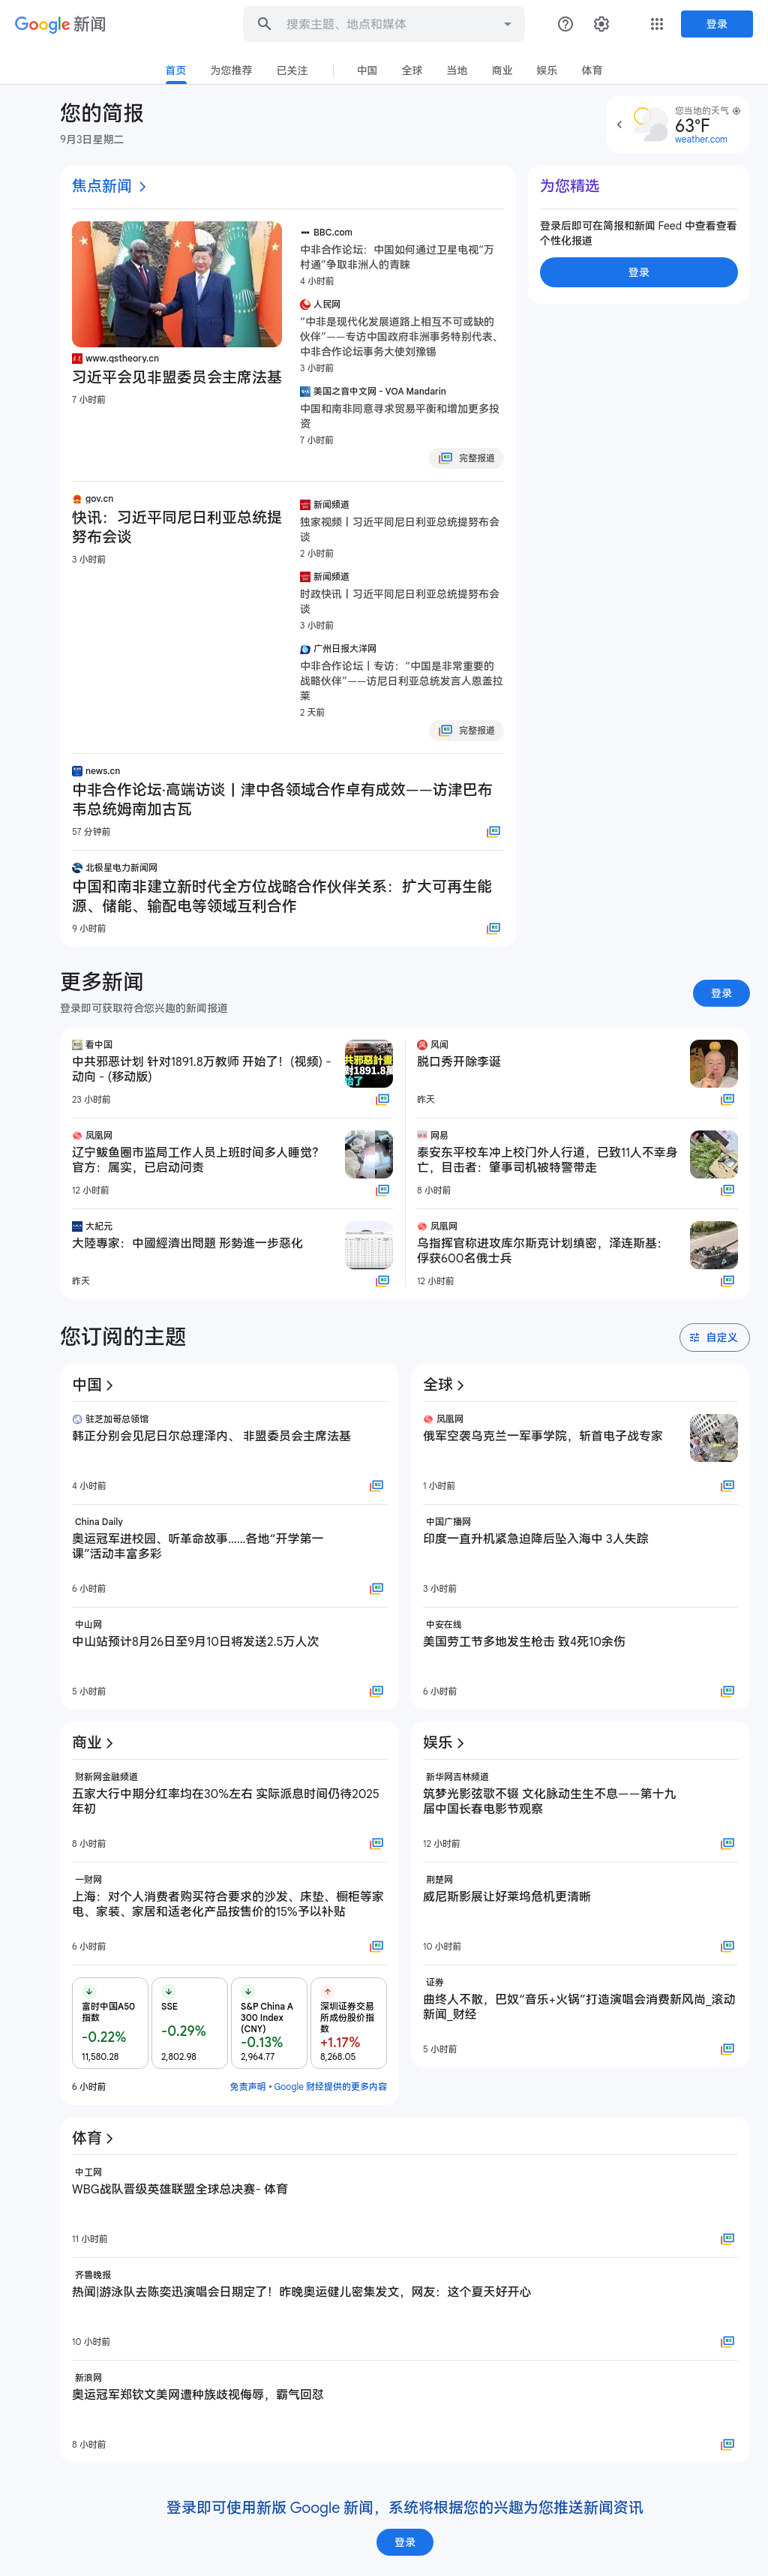 Google 新闻
搜索主题、地点和媒体
登录
首页
为您推荐
已关注
中国
全球
当地
商业
娱乐
体育
您的简报
9月3日星期二
您当地的天气
63°F
weather.com
焦点新闻
www.qstheory.cn
习近平会见非盟委员会主席法基
7 小时前
BBC.com
中非合作论坛：中国如何通过卫星电视“万
村通”争取非洲人的青睐
4 小时前
人民网
“中非是现代化发展道路上相互不可或缺的
伙伴”——专访中国政府非洲事务特别代表、
中非合作论坛事务大使刘豫锡
3 小时前
美国之音中文网 - VOA Mandarin
中国和南非同意寻求贸易平衡和增加更多投
资
7 小时前
完整报道
gov.cn
快讯：习近平同尼日利亚总统提
努布会谈
3 小时前
新闻频道
独家视频丨习近平同尼日利亚总统提努布会
谈
2 小时前
新闻频道
时政快讯丨习近平同尼日利亚总统提努布会
谈
3 小时前
广州日报大洋网
中非合作论坛丨专访：“中国是非常重要的
战略伙伴”——访尼日利亚总统发言人恩盖拉
莱
2 天前
完整报道
news.cn
中非合作论坛·高端访谈丨津中各领域合作卓有成效——访津巴布
韦总统姆南加古瓦
57 分钟前
北极星电力新闻网
中国和南非建立新时代全方位战略合作伙伴关系：扩大可再生能
源、储能、输配电等领域互利合作
9 小时前
为您精选
登录后即可在简报和新闻 Feed 中查看查看
个性化报道
登录
更多新闻
登录即可获取符合您兴趣的新闻报道
登录
看中国
中共邪恶计划 针对1891.8万教师 开始了！(视频) -
动向 - (移动版)
23 小时前
共邪惡計畫
對1891.8萬
始了
风闻
脱口秀开除李诞
昨天
凤凰网
辽宁鲅鱼圈市监局工作人员上班时间多人睡觉？
官方：属实，已启动问责
12 小时前
网易
泰安东平校车冲上校门外人行道，已致11人不幸身
亡，目击者：肇事司机被特警带走
8 小时前
大紀元
大陸專家：中國經濟出問題 形勢進一步惡化
昨天
凤凰网
乌指挥官称进攻库尔斯克计划缜密，泽连斯基：
俘获600名俄士兵
12 小时前
您订阅的主题
自定义
中国
驻芝加哥总领馆
韩正分别会见尼日尔总理泽内、 非盟委员会主席法基
4 小时前
China Daily
奥运冠军进校园、听革命故事……各地“开学第一
课”活动丰富多彩
6 小时前
中山网
中山站预计8月26日至9月10日将发送2.5万人次
5 小时前
全球
凤凰网
俄军空袭乌克兰一军事学院，斩首电子战专家
1 小时前
中国广播网
印度一直升机紧急迫降后坠入海中 3人失踪
3 小时前
中安在线
美国劳工节多地发生枪击 致4死10余伤
6 小时前
商业
财新网金融频道
五家大行中期分红率均在30%左右 实际派息时间仍待2025
年初
8 小时前
一财网
上海：对个人消费者购买符合要求的沙发、床垫、橱柜等家
电、家装、家居和适老化产品按售价的15%予以补贴
6 小时前
富时中国A50
指数
-0.22%
11,580.28
SSE
-0.29%
2,802.98
S&P China A
300 Index
(CNY)
-0.13%
2,964.77
深圳证券交易
所成份股价指
数
+1.17%
8,268.05
6 小时前
免责声明 • Google 财经提供的更多内容
娱乐
新华网吉林频道
筑梦光影弦歌不辍 文化脉动生生不息——第十九
届中国长春电影节观察
12 小时前
荆楚网
威尼斯影展让好莱坞危机更清晰
10 小时前
证券
曲终人不散，巴奴“音乐+火锅”打造演唱会消费新风尚_滚动
新闻_财经
5 小时前
体育
中工网
WBG战队晋级英雄联盟全球总决赛- 体育
11 小时前
齐鲁晚报
热闻|游泳队去陈奕迅演唱会日期定了！昨晚奥运健儿密集发文，网友：这个夏天好开心
10 小时前
新浪网
奥运冠军郑钦文美网遭种族歧视侮辱，霸气回怼
8 小时前
登录即可使用新版 Google 新闻，系统将根据您的兴趣为您推送新闻资讯
登录